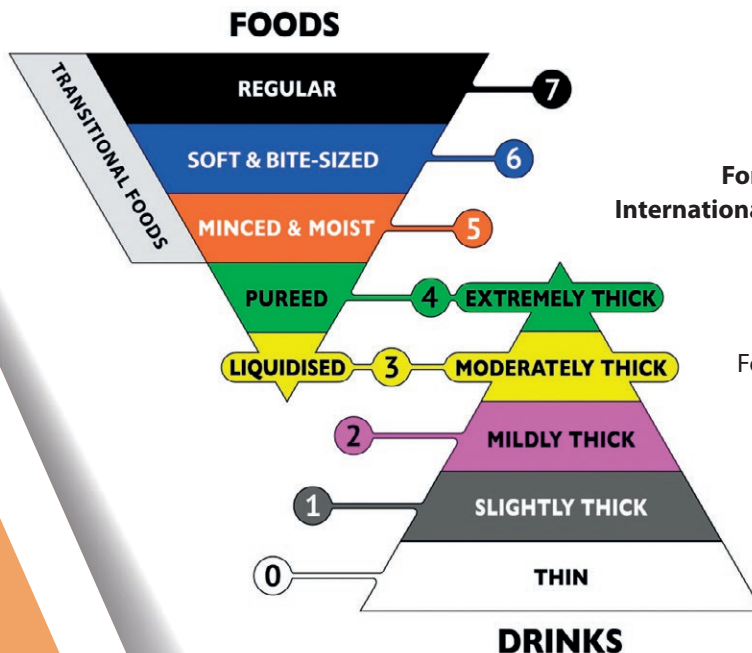 FOODS
TRANSITIONAL FOODS
REGULAR
7
SOFT & BITE-SIZED
6
MINCED & MOIST
5
PUREED
4
EXTREMELY THICK
LIQUIDISED
3
MODERATELY THICK
2
MILDLY THICK
1
SLIGHTLY THICK
0
THIN
DRINKS